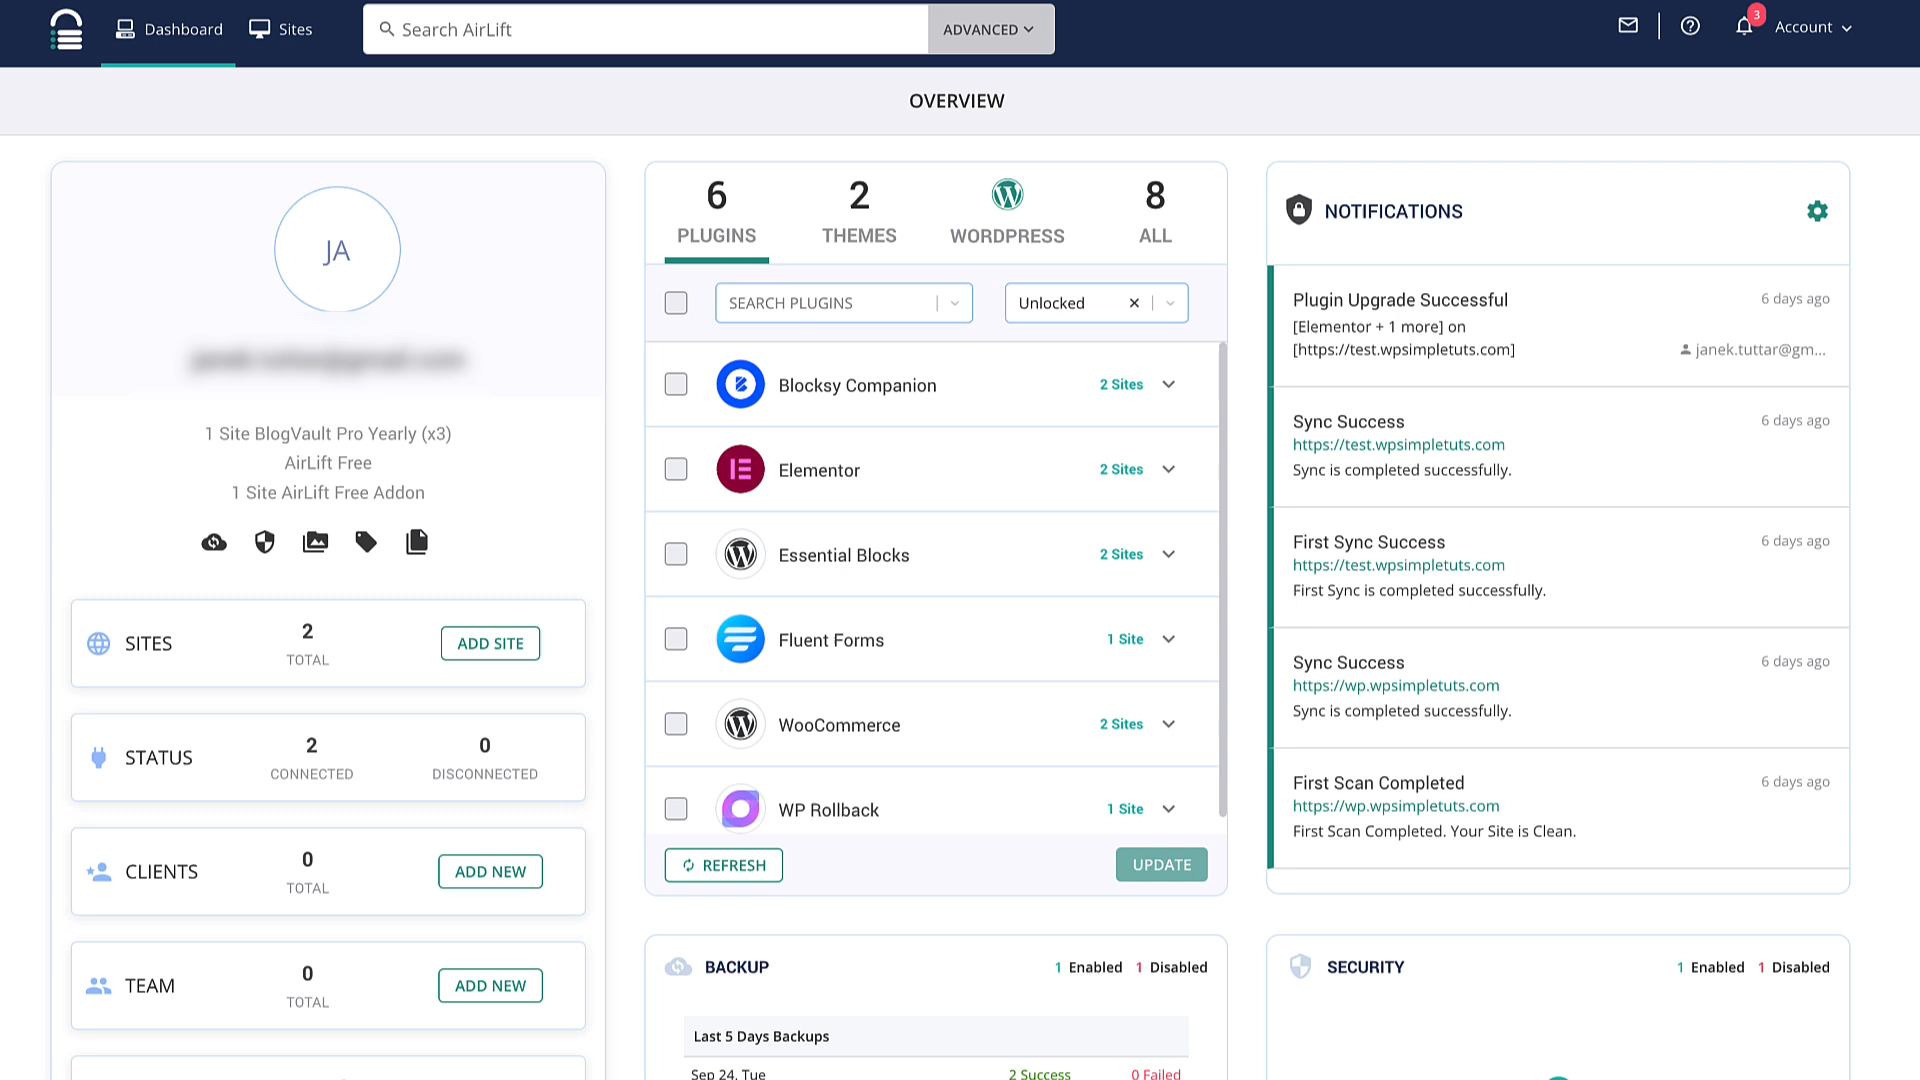 Dashboard
Sites
Search AirLift
ADVANCED
3
Account
OVERVIEW
JA
1 Site BlogVault Pro Yearly (x3)
AirLift Free
1 Site AirLift Free Addon
SITES
2
TOTAL
ADD SITE
STATUS
2
CONNECTED
0
DISCONNECTED
CLIENTS
0
TOTAL
ADD NEW
TEAM
0
TOTAL
ADD NEW
6
PLUGINS
2
THEMES
WORDPRESS
8
ALL
SEARCH PLUGINS
Unlocked
Blocksy Companion
2 Sites
Elementor
2 Sites
Essential Blocks
2 Sites
Fluent Forms
1 Site
WooCommerce
2 Sites
WP Rollback
1 Site
REFRESH
UPDATE
NOTIFICATIONS
Plugin Upgrade Successful
6 days ago
[Elementor + 1 more] on
[https://test.wpsimpletuts.com]
janek.tuttar@gm...
Sync Success
6 days ago
https://test.wpsimpletuts.com
Sync is completed successfully.
First Sync Success
6 days ago
https://test.wpsimpletuts.com
First Sync is completed successfully.
Sync Success
6 days ago
https://wp.wpsimpletuts.com
Sync is completed successfully.
First Scan Completed
6 days ago
https://wp.wpsimpletuts.com
First Scan Completed. Your Site is Clean.
BACKUP
1 Enabled 1 Disabled
Last 5 Days Backups
Sep 24, Tue
2 Success
0 Failed
SECURITY
1 Enabled 1 Disabled